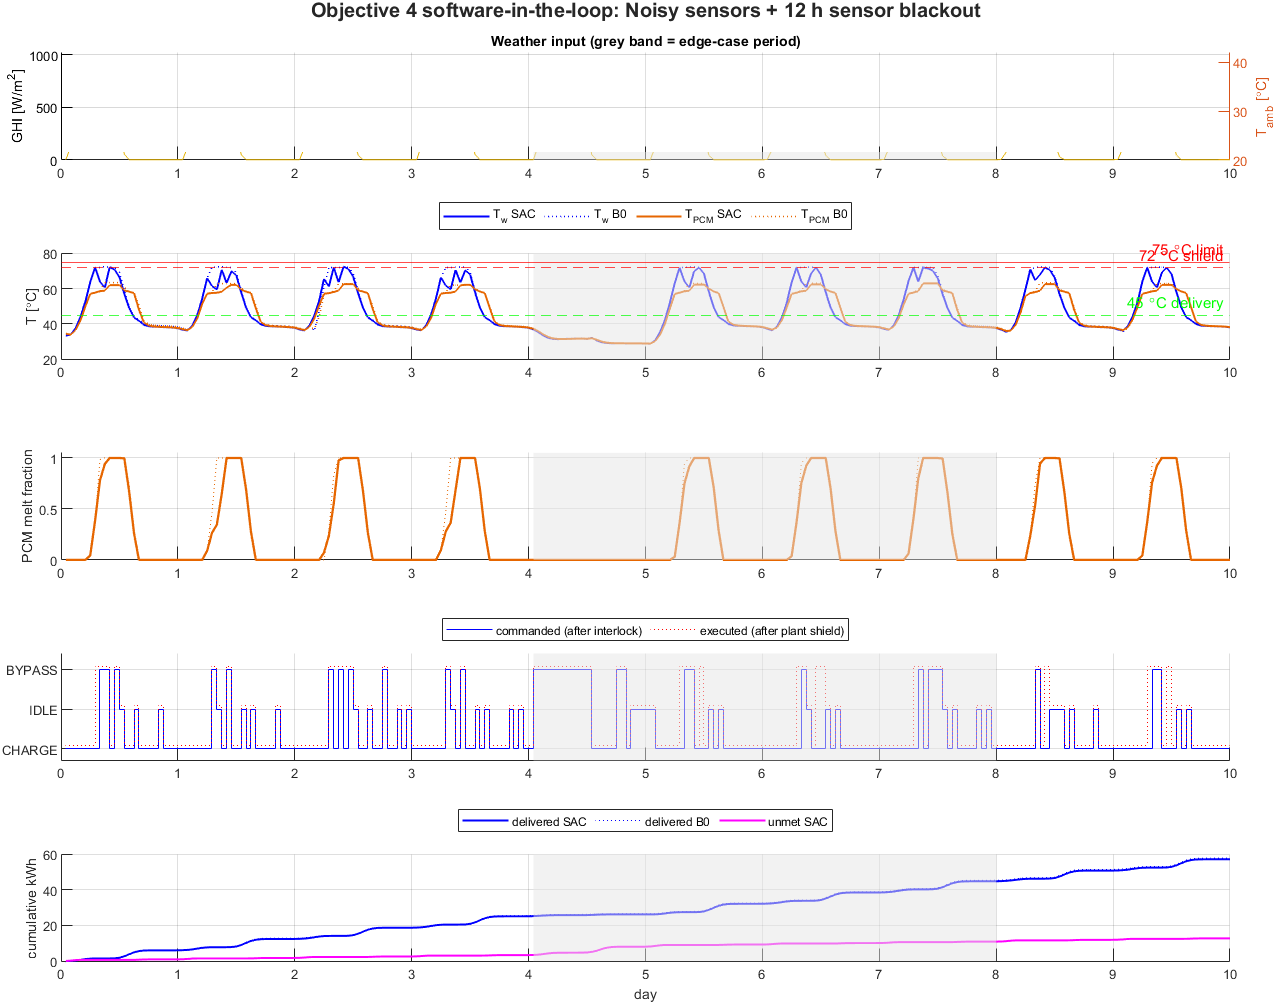 Objective 4 software-in-the-loop: Noisy sensors + 12 h sensor blackout
Weather input (grey band = edge-case period)
GHI [W/m²]
1000
500
0
40
30
20
T_amb [°C]
0 1 2 3 4 5 6 7 8 9 10
T_w SAC T_w B0 T_PCM SAC T_PCM B0
T [°C]
80
60
40
20
75 °C limit
72 °C shield
45 °C delivery
0 1 2 3 4 5 6 7 8 9 10
PCM melt fraction
1
0.5
0
0 1 2 3 4 5 6 7 8 9 10
commanded (after interlock) executed (after plant shield)
BYPASS
IDLE
CHARGE
0 1 2 3 4 5 6 7 8 9 10
delivered SAC delivered B0 unmet SAC
cumulative kWh
60
40
20
0
0 1 2 3 4 5 6 7 8 9 10
day